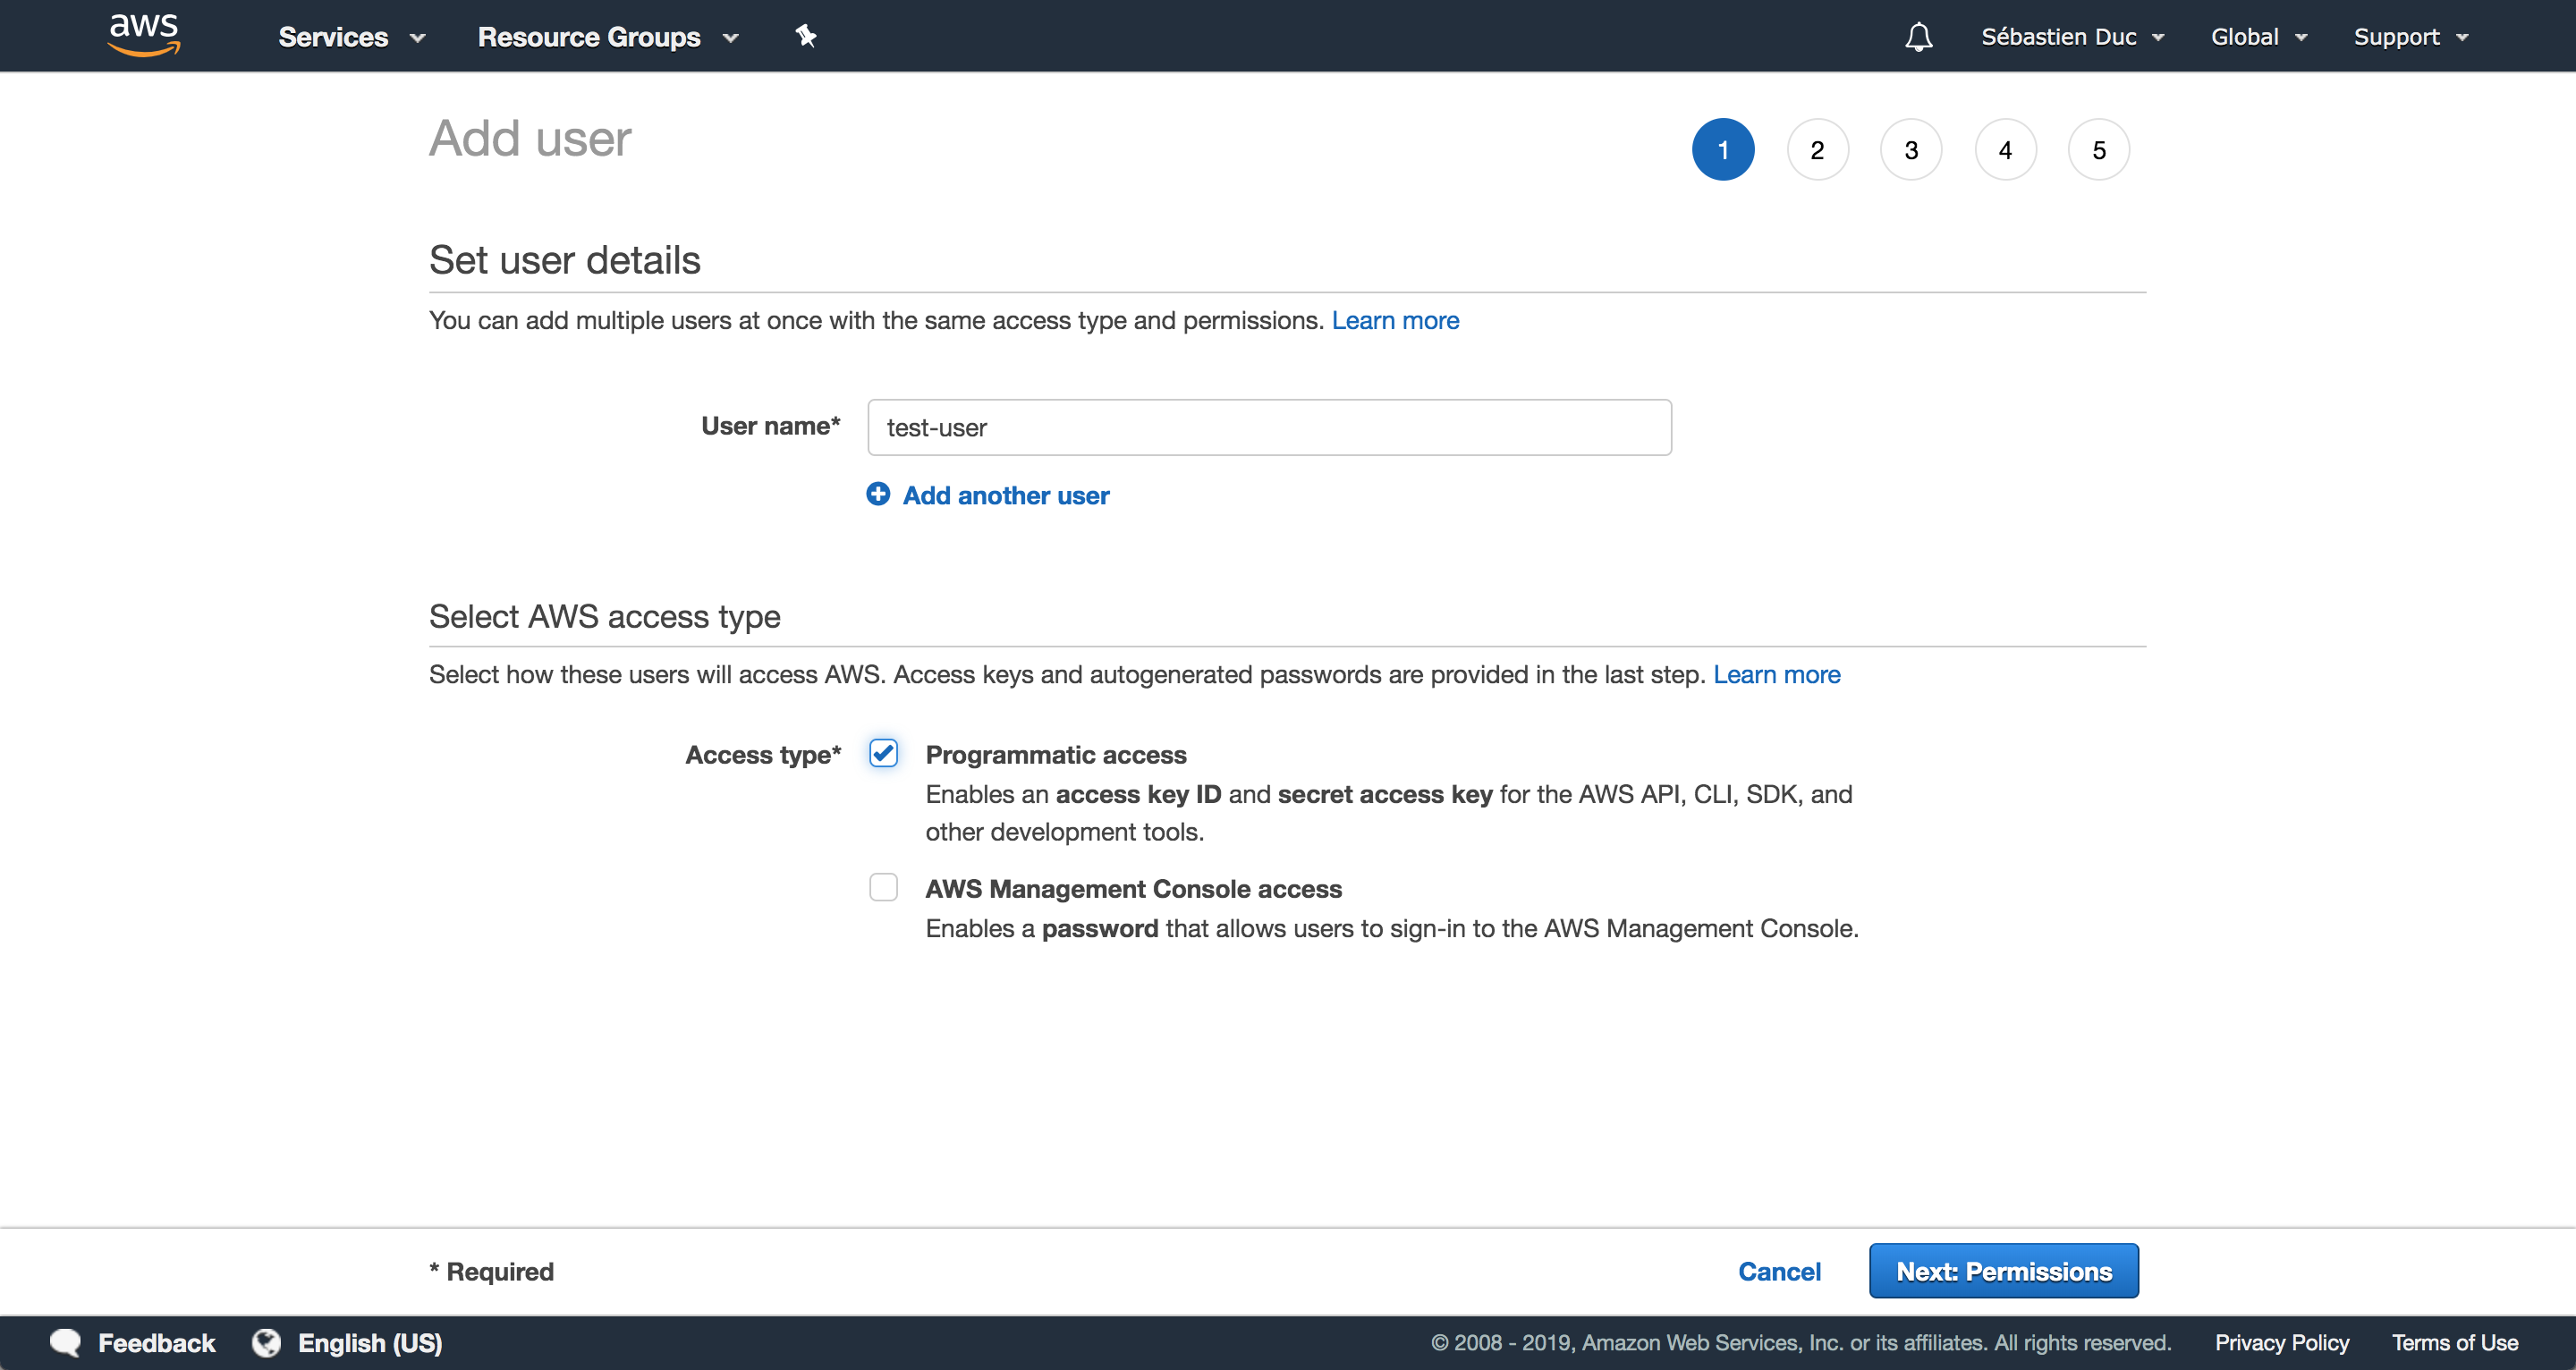 aws Services Resource Groups Sébastien Duc Global Support
Add user 1 2 3 4 5
Set user details
You can add multiple users at once with the same access type and permissions. Learn more
User name* test-user
Add another user
Select AWS access type
Select how these users will access AWS. Access keys and autogenerated passwords are provided in the last step. Learn more
Access type* Programmatic access
Enables an access key ID and secret access key for the AWS API, CLI, SDK, and
other development tools.
AWS Management Console access
Enables a password that allows users to sign-in to the AWS Management Console.
* Required Cancel Next: Permissions
Feedback English (US) © 2008 - 2019, Amazon Web Services, Inc. or its affiliates. All rights reserved. Privacy Policy Terms of Use